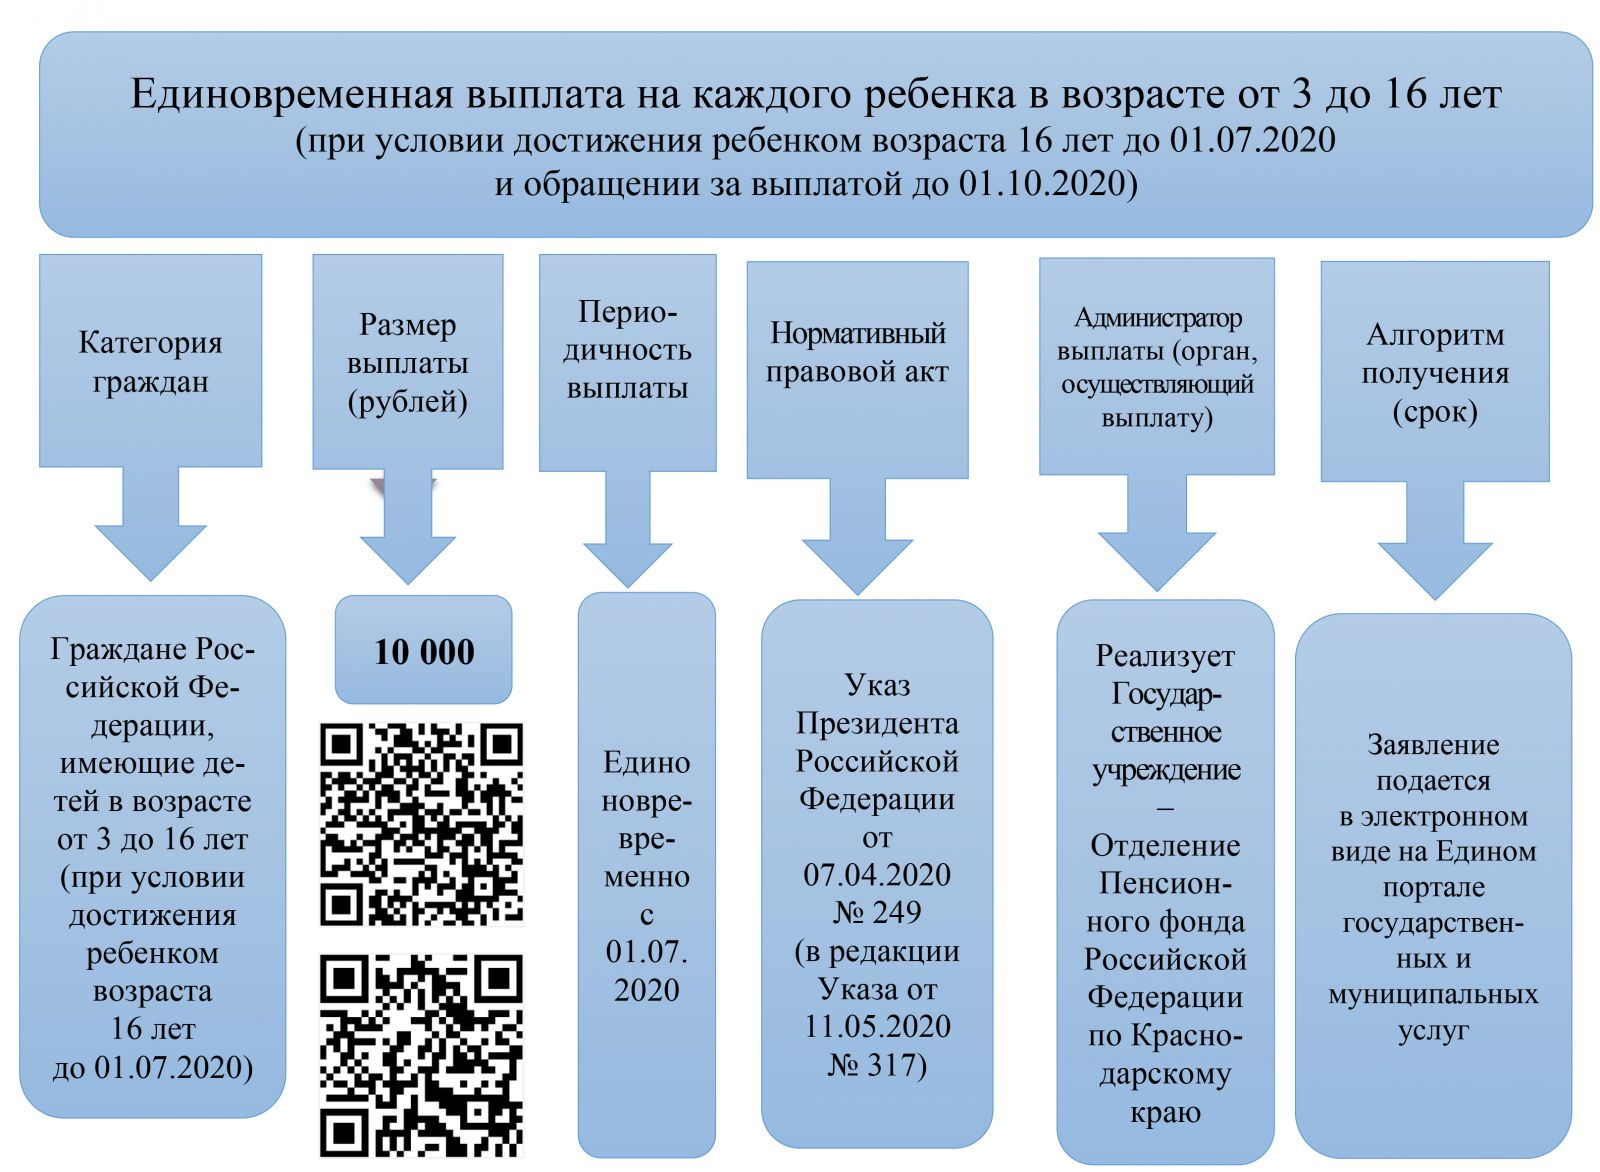 Единовременная выплата на каждого ребенка в возрасте от 3 до 16 лет
(при условии достижения ребенком возраста 16 лет до 01.07.2020
и обращении за выплатой до 01.10.2020)
Категория
граждан
Размер
выплаты
(рублей)
Перио-
дичность
выплаты
Нормативный
правовой акт
Администратор
выплаты (орган,
осуществляющий
выплату)
Алгоритм
получения
(срок)
Граждане Рос-
сийской Фе-
дерации,
имеющие де-
тей в возрасте
от 3 до 16 лет
(при условии
достижения
ребенком
возраста
16 лет
до 01.07.2020)
10 000
Едино
новре-
вре-
менно
с
01.07.
2020
Указ
Президента
Российской
Федерации
от
07.04.2020
№ 249
(в редакции
Указа от
11.05.2020
№ 317)
Реализует
Государ-
ственное
учреждение
–
Отделение
Пенсион-
ного фонда
Российской
Федерации
по Красно-
дарскому
краю
Заявление
подается
в электронном
виде на Едином
портале
государствен-
ных и
муниципальных
услуг